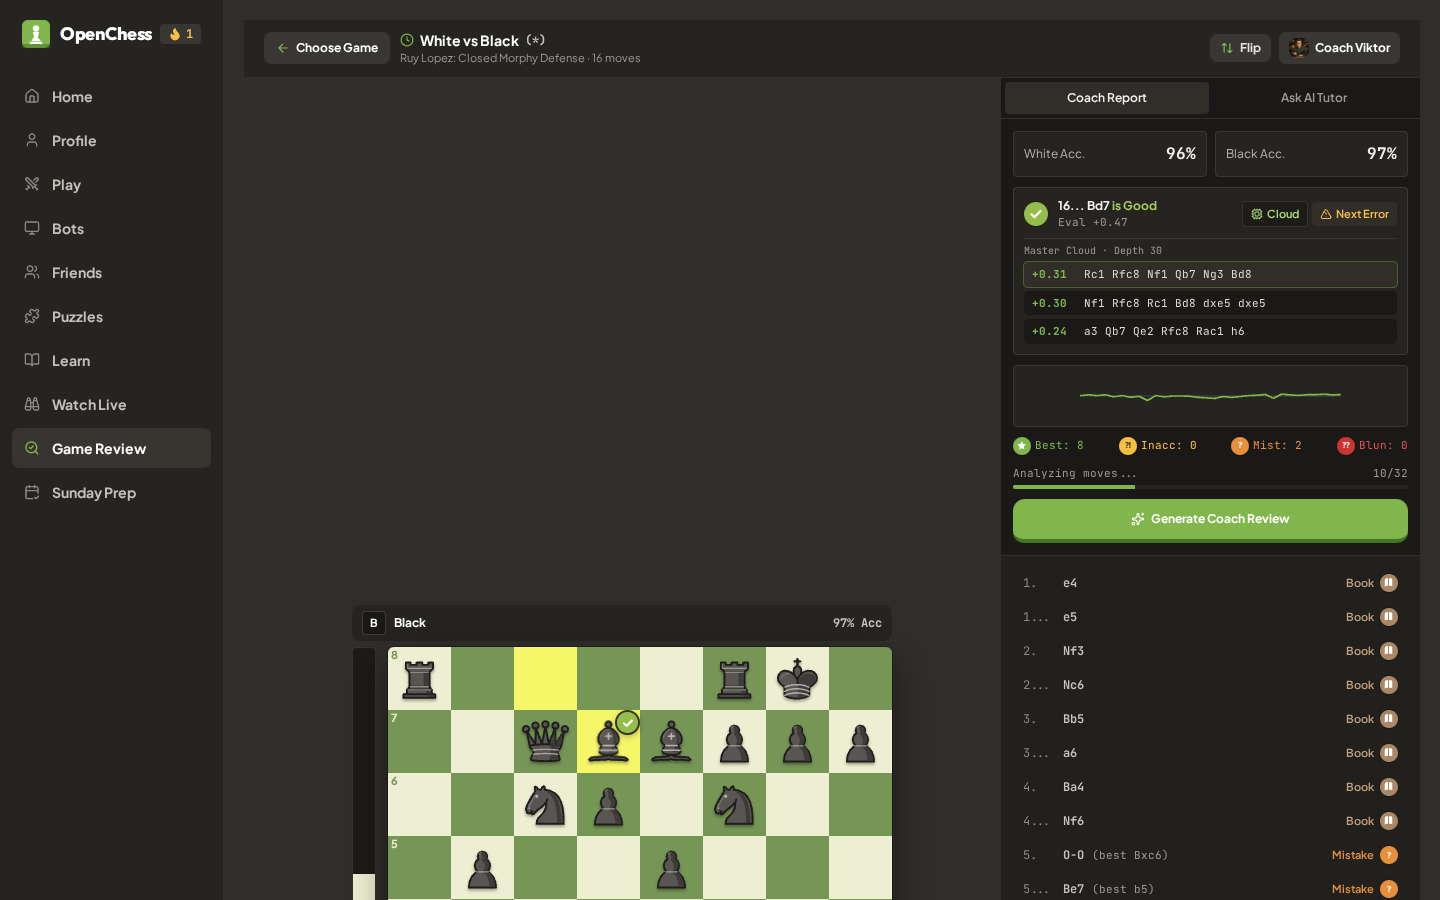 OpenChess 1
Home
Profile
Play
Bots
Friends
Puzzles
Learn
Watch Live
Game Review
Sunday Prep
Choose Game
White vs Black (*)
Ruy Lopez: Closed Morphy Defense · 16 moves
Flip
Coach Viktor
B Black 97% Acc
8
7
6
5
Coach Report Ask AI Tutor
White Acc. 96% Black Acc. 97%
16... Bd7 is Good
Eval +0.47
Cloud Next Error
Master Cloud · Depth 30
+0.31 Rc1 Rfc8 Nf1 Qb7 Ng3 Bd8
+0.30 Nf1 Rfc8 Rc1 Bd8 dxe5 dxe5
+0.24 a3 Qb7 Qe2 Rfc8 Rac1 h6
Best: 8 ?! Inacc: 0 ? Mist: 2 ?? Blun: 0
Analyzing moves... 10/32
Generate Coach Review
1. e4 Book
1... e5 Book
2. Nf3 Book
2... Nc6 Book
3. Bb5 Book
3... a6 Book
4. Ba4 Book
4... Nf6 Book
5. O-O (best Bxc6) Mistake ?
5... Be7 (best b5) Mistake ?